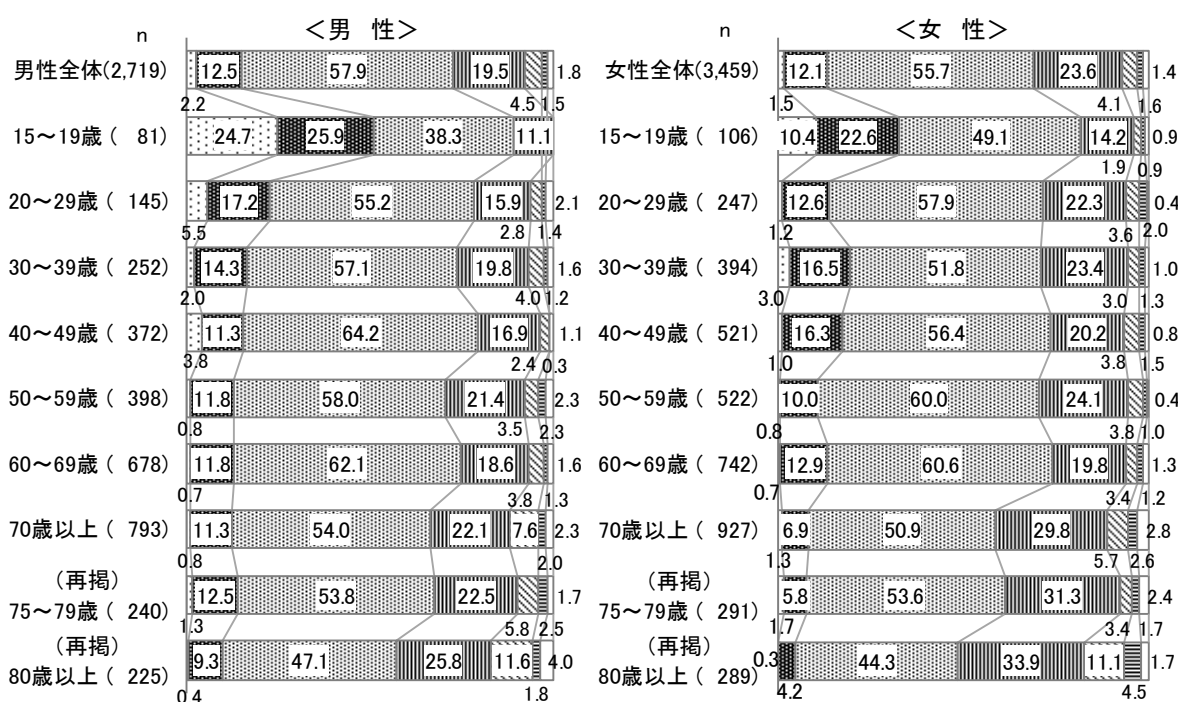 n ＜男 性＞
男性全体(2,719) 12.5 57.9 19.5 1.8
2.2 4.5 1.5
15～19歳( 81) 24.7 25.9 38.3 11.1
20～29歳( 145) 17.2 55.2 15.9 2.1
5.5 2.8 1.4
30～39歳( 252) 14.3 57.1 19.8 1.6
2.0 4.0 1.2
40～49歳( 372) 11.3 64.2 16.9 1.1
3.8 2.4 0.3
50～59歳( 398) 11.8 58.0 21.4 2.3
0.8 3.5 2.3
60～69歳( 678) 11.8 62.1 18.6 1.6
0.7 3.8 1.3
70歳以上( 793) 11.3 54.0 22.1 7.6 2.3
0.8 2.0
(再掲)
75～79歳( 240) 12.5 53.8 22.5 1.7
1.3 5.8 2.5
(再掲)
80歳以上( 225) 9.3 47.1 25.8 11.6 4.0
0.4 1.8
n ＜女 性＞
女性全体(3,459) 12.1 55.7 23.6 1.4
1.5 4.1 1.6
15～19歳( 106) 10.4 22.6 49.1 14.2 0.9
1.9 0.9
20～29歳( 247) 12.6 57.9 22.3 0.4
1.2 3.6 2.0
30～39歳( 394) 16.5 51.8 23.4 1.0
3.0 3.0 1.3
40～49歳( 521) 16.3 56.4 20.2 0.8
1.0 3.8 1.5
50～59歳( 522) 10.0 60.0 24.1 0.4
0.8 3.8 1.0
60～69歳( 742) 12.9 60.6 19.8 1.3
0.7 3.4 1.2
70歳以上( 927) 6.9 50.9 29.8 2.8
1.3 5.7 2.6
(再掲)
75～79歳( 291) 5.8 53.6 31.3 2.4
1.7 3.4 1.7
(再掲)
80歳以上( 289) 0.3 44.3 33.9 11.1 1.7
4.2 4.5